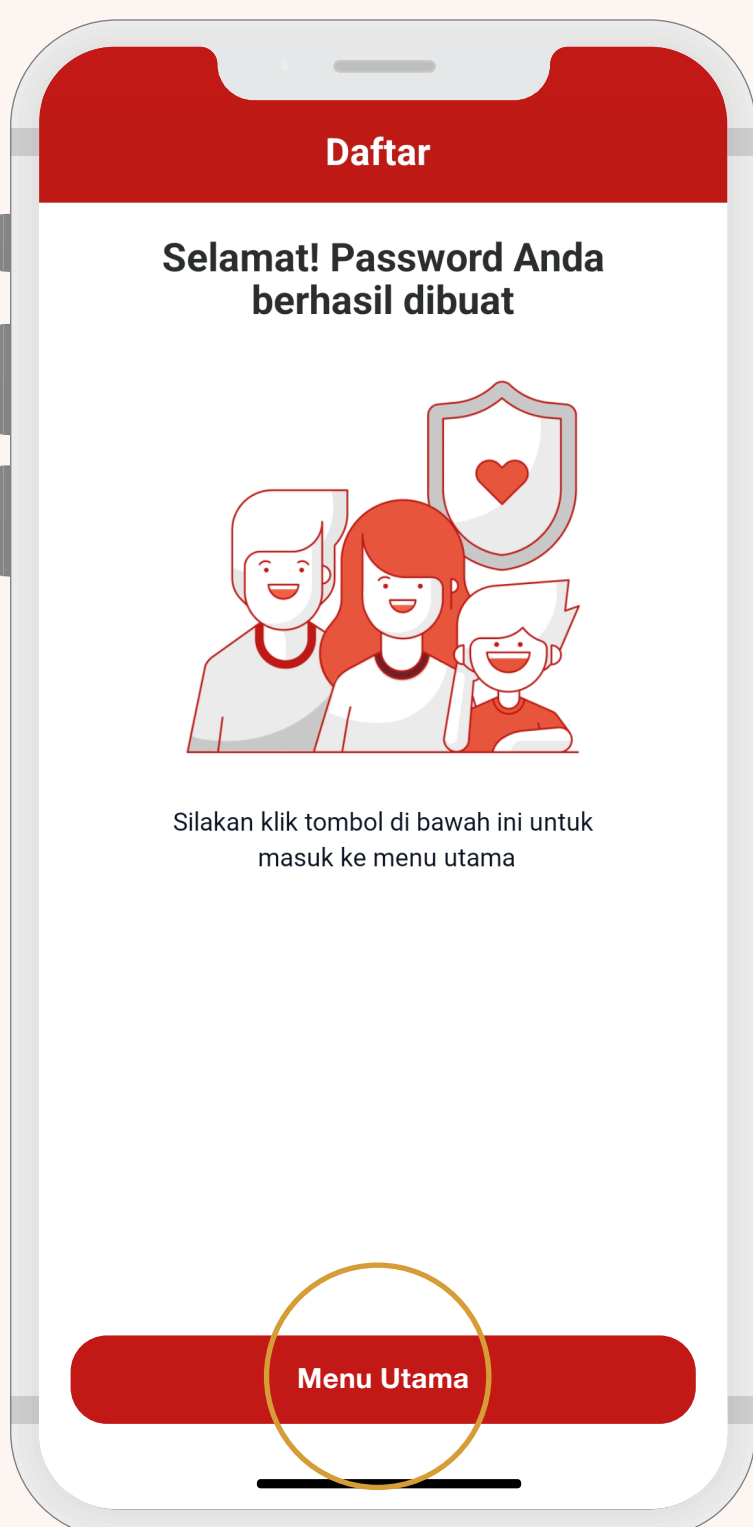 Daftar
Selamat! Password Anda
berhasil dibuat
Silakan klik tombol di bawah ini untuk
masuk ke menu utama
Menu Utama